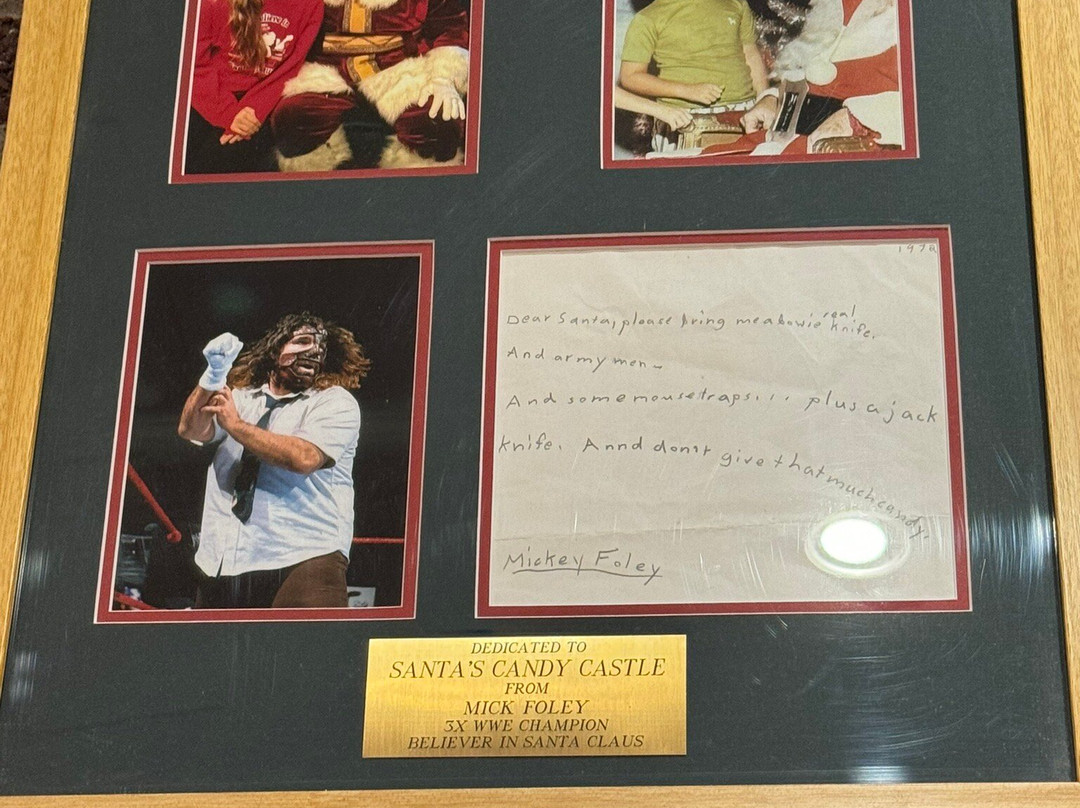 1972
real
Dear Santa, please bring me a bowie knife.
And army men.
And some mousetraps... plus a jack
knife. Annd don't give that much candy.
Mickey Foley
DEDICATED TO
SANTA'S CANDY CASTLE
FROM
MICK FOLEY
3X WWE CHAMPION
BELIEVER IN SANTA CLAUS